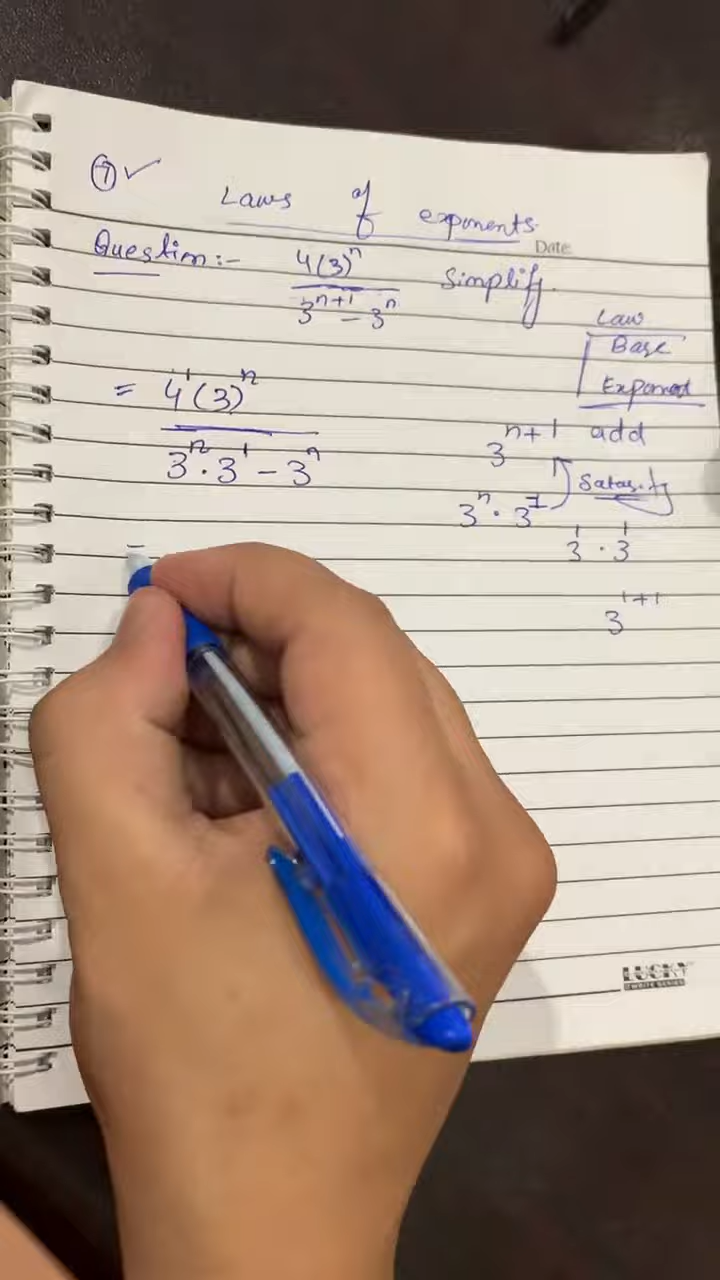 ⑦ ✓
Laws of exponents.
Date
Question:- 4(3)^n / 3^(n+1) - 3^n Simplify.
Law
Base
Exponent
= 4^1(3)^n / 3^n · 3^1 - 3^n
3^(n+1) add
3^n · 3^1
3^1 · 3^1
3^(1+1)
=
LUCKY